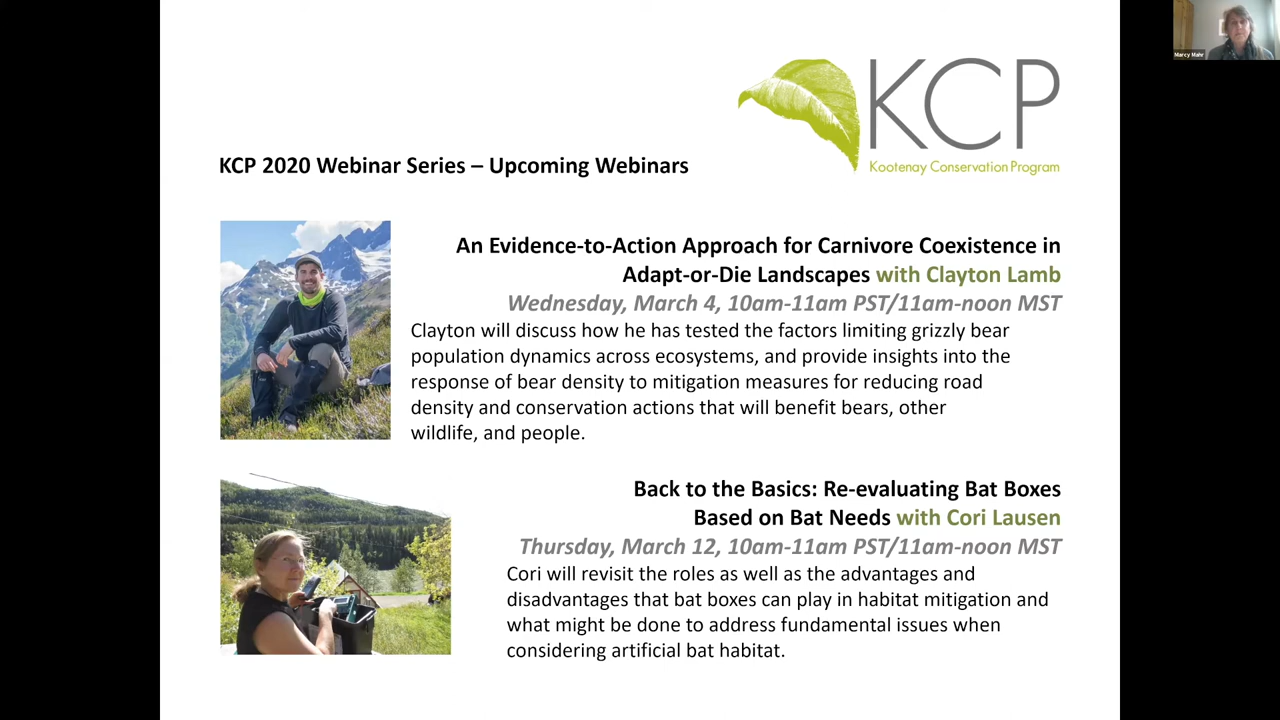 Marcy Mahr
KCP
Kootenay Conservation Program
KCP 2020 Webinar Series – Upcoming Webinars
An Evidence-to-Action Approach for Carnivore Coexistence in
Adapt-or-Die Landscapes with Clayton Lamb
Wednesday, March 4, 10am-11am PST/11am-noon MST
Clayton will discuss how he has tested the factors limiting grizzly bear
population dynamics across ecosystems, and provide insights into the
response of bear density to mitigation measures for reducing road
density and conservation actions that will benefit bears, other
wildlife, and people.
Back to the Basics: Re-evaluating Bat Boxes
Based on Bat Needs with Cori Lausen
Thursday, March 12, 10am-11am PST/11am-noon MST
Cori will revisit the roles as well as the advantages and
disadvantages that bat boxes can play in habitat mitigation and
what might be done to address fundamental issues when
considering artificial bat habitat.